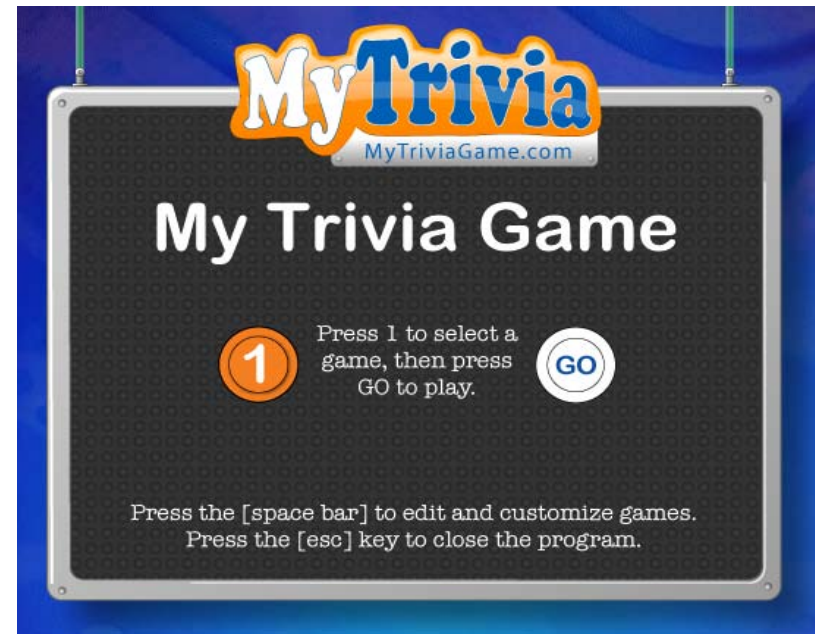 MyTrivia
MyTriviaGame.com
My Trivia Game
1
Press 1 to select a
game, then press
GO to play.
GO
Press the [space bar] to edit and customize games.
Press the [esc] key to close the program.